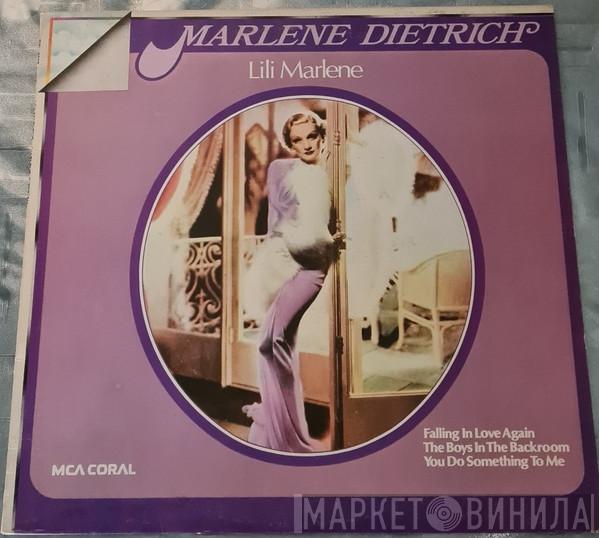 MARLENE DIETRICH
Lili Marlene
Falling In Love Again
The Boys In The Backroom
You Do Something To Me
MCA CORAL
МАРКЕТ ВИНИЛА